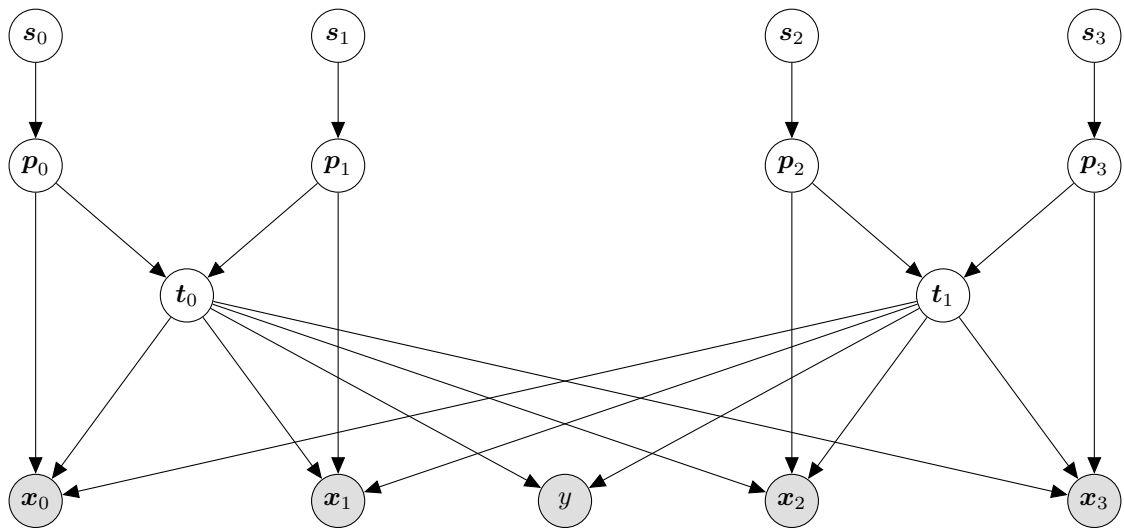 s₀ s₁ s₂ s₃
p₀ p₁ p₂ p₃
t₀ t₁
x₀ x₁ y x₂ x₃